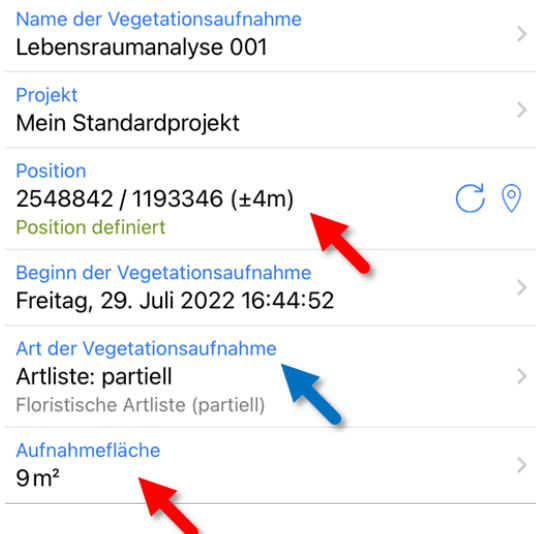 Name der Vegetationsaufnahme
Lebensraumanalyse 001
Projekt
Mein Standardprojekt
Position
2548842 / 1193346 (±4m)
Position definiert
Beginn der Vegetationsaufnahme
Freitag, 29. Juli 2022 16:44:52
Art der Vegetationsaufnahme
Artliste: partiell
Floristische Artliste (partiell)
Aufnahmefläche
9 m²